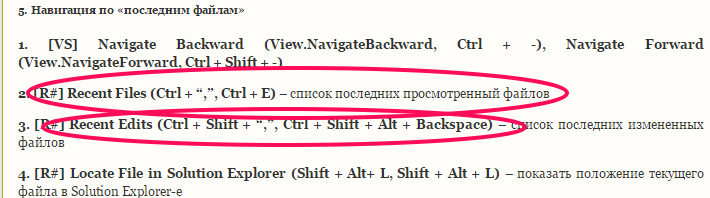 5. Навигация по «последним файлам»
1. [VS] Navigate Backward (View.NavigateBackward, Ctrl + -), Navigate Forward
(View.NavigateForward, Ctrl + Shift + -)
2. [R#] Recent Files (Ctrl + “,”, Ctrl + E) – список последних просмотренный файлов
3. [R#] Recent Edits (Ctrl + Shift + “,”, Ctrl + Shift + Alt + Backspace) – список последних измененных
файлов
4. [R#] Locate File in Solution Explorer (Shift + Alt+ L, Shift + Alt + L) – показать положение текущего
файла в Solution Explorer-е